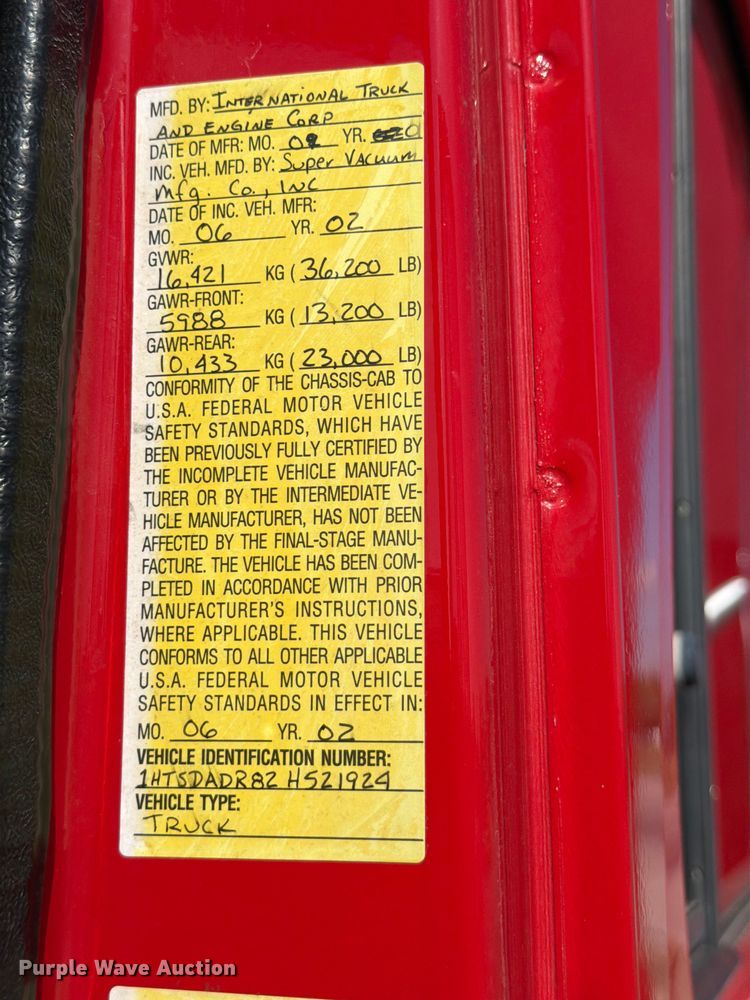 MFD. BY: International Truck
and Engine Corp
DATE OF MFR: MO. YR.
INC. VEH. MFD. BY: Super Vacuum
Mfg. Co., Inc
DATE OF INC. VEH. MFR:
MO. 06 YR. 02
GVWR:
16,421 KG (36,200 LB)
GAWR-FRONT:
5988 KG (13,200 LB)
GAWR-REAR:
10,433 KG (23,000 LB)
CONFORMITY OF THE CHASSIS-CAB TO
U.S.A. FEDERAL MOTOR VEHICLE
SAFETY STANDARDS, WHICH HAVE
BEEN PREVIOUSLY FULLY CERTIFIED BY
THE INCOMPLETE VEHICLE MANUFAC-
TURER OR BY THE INTERMEDIATE VE-
HICLE MANUFACTURER, HAS NOT BEEN
AFFECTED BY THE FINAL-STAGE MANU-
FACTURE. THE VEHICLE HAS BEEN COM-
PLETED IN ACCORDANCE WITH PRIOR
MANUFACTURER'S INSTRUCTIONS,
WHERE APPLICABLE. THIS VEHICLE
CONFORMS TO ALL OTHER APPLICABLE
U.S.A. FEDERAL MOTOR VEHICLE
SAFETY STANDARDS IN EFFECT IN:
MO. 06 YR. 02
VEHICLE IDENTIFICATION NUMBER:
1HTSDADR82H521924
VEHICLE TYPE:
TRUCK
Purple Wave Auction